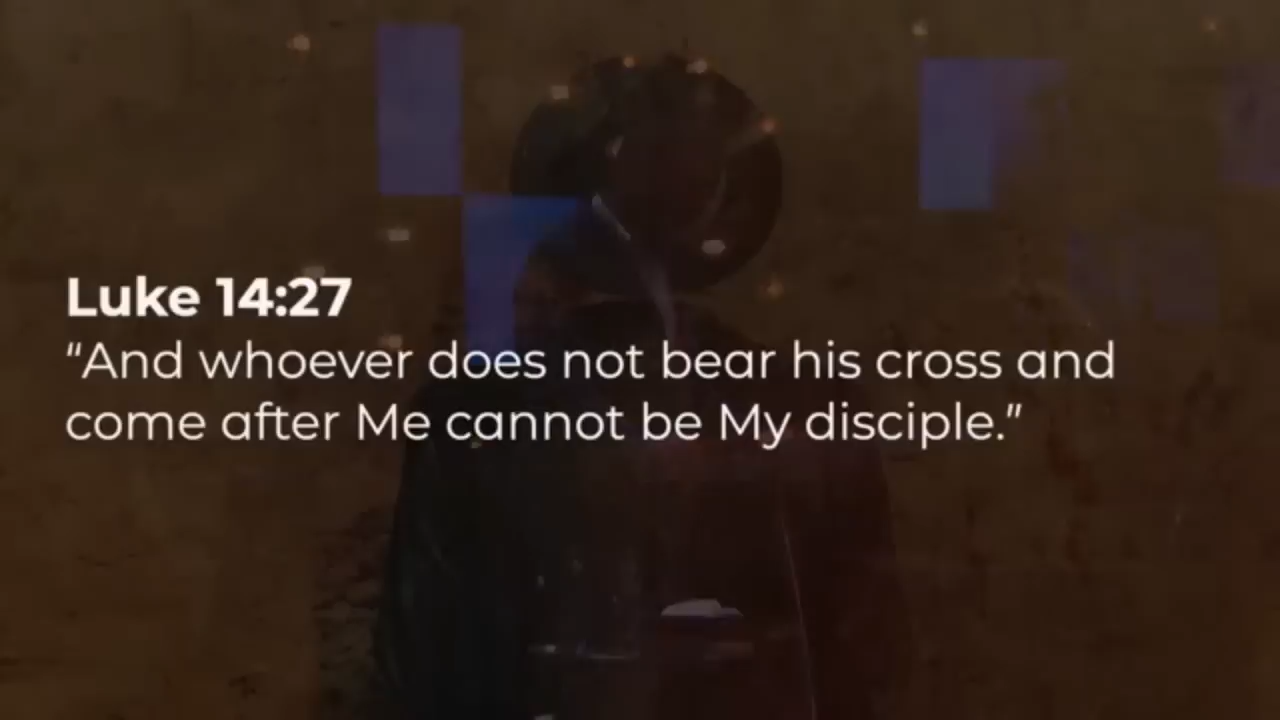 Luke 14:27
“And whoever does not bear his cross and
come after Me cannot be My disciple.”